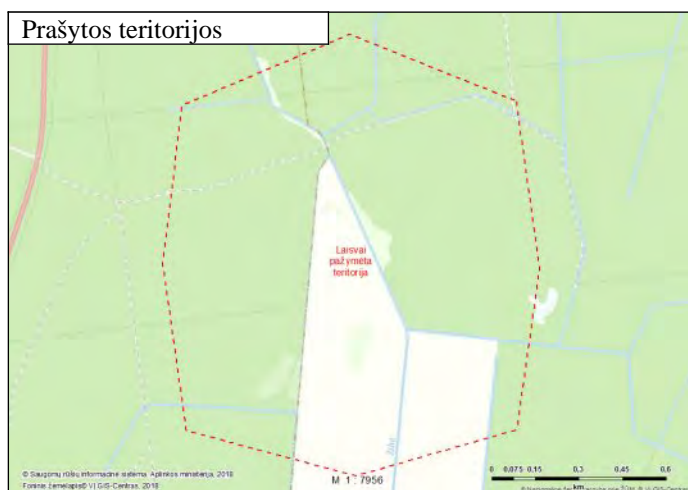 Prašytos teritorijos
Laisvai
pažymėta
teritorija
© Saugomų rūšių informacinė sistema. Aplinkos ministerija, 2018
Foninis žemėlapis© VĮ GIS-Centras, 2018
M 1 : 7956
0 0.075 0.15 0.3 0.45 0.6
km